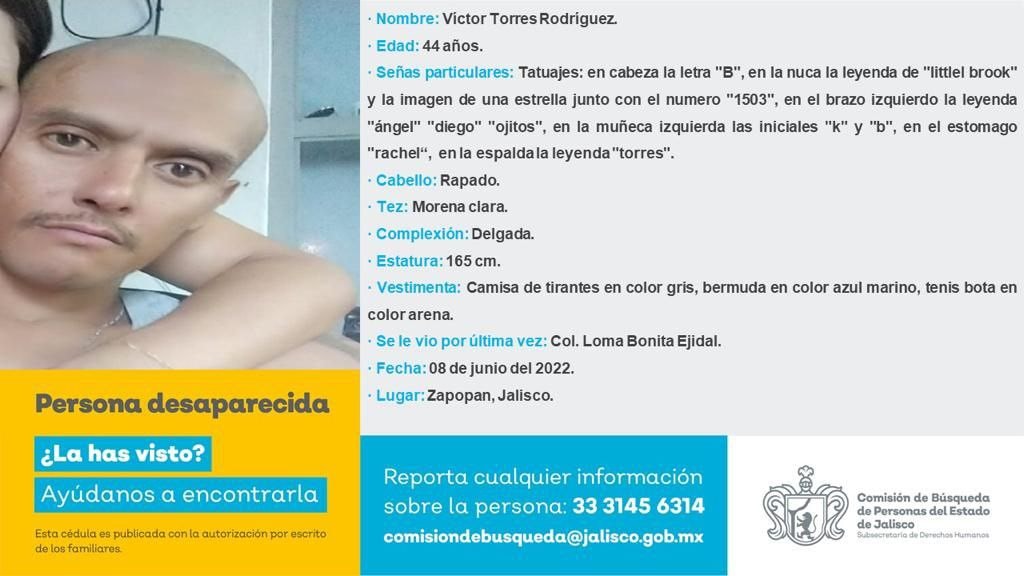 · Nombre: Víctor Torres Rodríguez.
· Edad: 44 años.
· Señas particulares: Tatuajes: en cabeza la letra "B", en la nuca la leyenda de "littlel brook"
y la imagen de una estrella junto con el numero "1503", en el brazo izquierdo la leyenda
"ángel" "diego" "ojitos", en la muñeca izquierda las iniciales "k" y "b", en el estomago
"rachel“, en la espalda la leyenda "torres".
· Cabello: Rapado.
· Tez: Morena clara.
· Complexión: Delgada.
· Estatura: 165 cm.
· Vestimenta: Camisa de tirantes en color gris, bermuda en color azul marino, tenis bota en
color arena.
· Se le vio por última vez: Col. Loma Bonita Ejidal.
· Fecha: 08 de junio del 2022.
· Lugar: Zapopan, Jalisco.
Persona desaparecida
¿La has visto?
Ayúdanos a encontrarla
Esta cédula es publicada con la autorización por escrito
de los familiares.
Reporta cualquier información
sobre la persona: 33 3145 6314
comisiondebusqueda@jalisco.gob.mx
Comisión de Búsqueda
de Personas del Estado
de Jalisco
Subsecretaría de Derechos Humanos